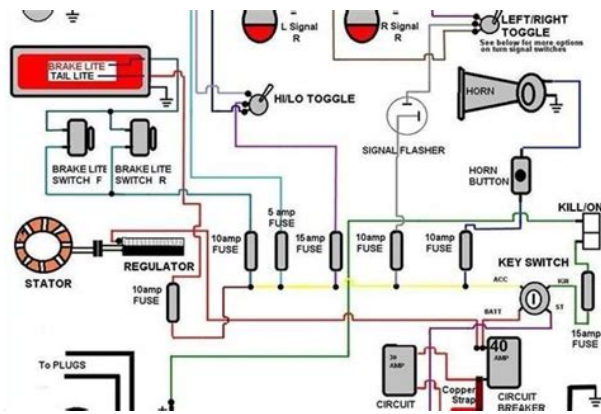 L Signal
R
R Signal
R
LEFT/RIGHT
TOGGLE
See below for more options
on turn signal switches
BRAKE LITE
TAIL LITE
HI/LO TOGGLE
HORN
SIGNAL FLASHER
BRAKE LITE
SWITCH F
BRAKE LITE
SWITCH R
HORN
BUTTON
KILL/ON
10amp
FUSE
5 amp
FUSE
15amp
FUSE
10amp
FUSE
10amp
FUSE
STATOR
REGULATOR
KEY SWITCH
ACC
IGN
BATT
ST
10amp
FUSE
15amp
FUSE
To PLUGS
AMP
40
AMP
Copper
Strap
CIRCUIT
CIRCUIT
BREAKER